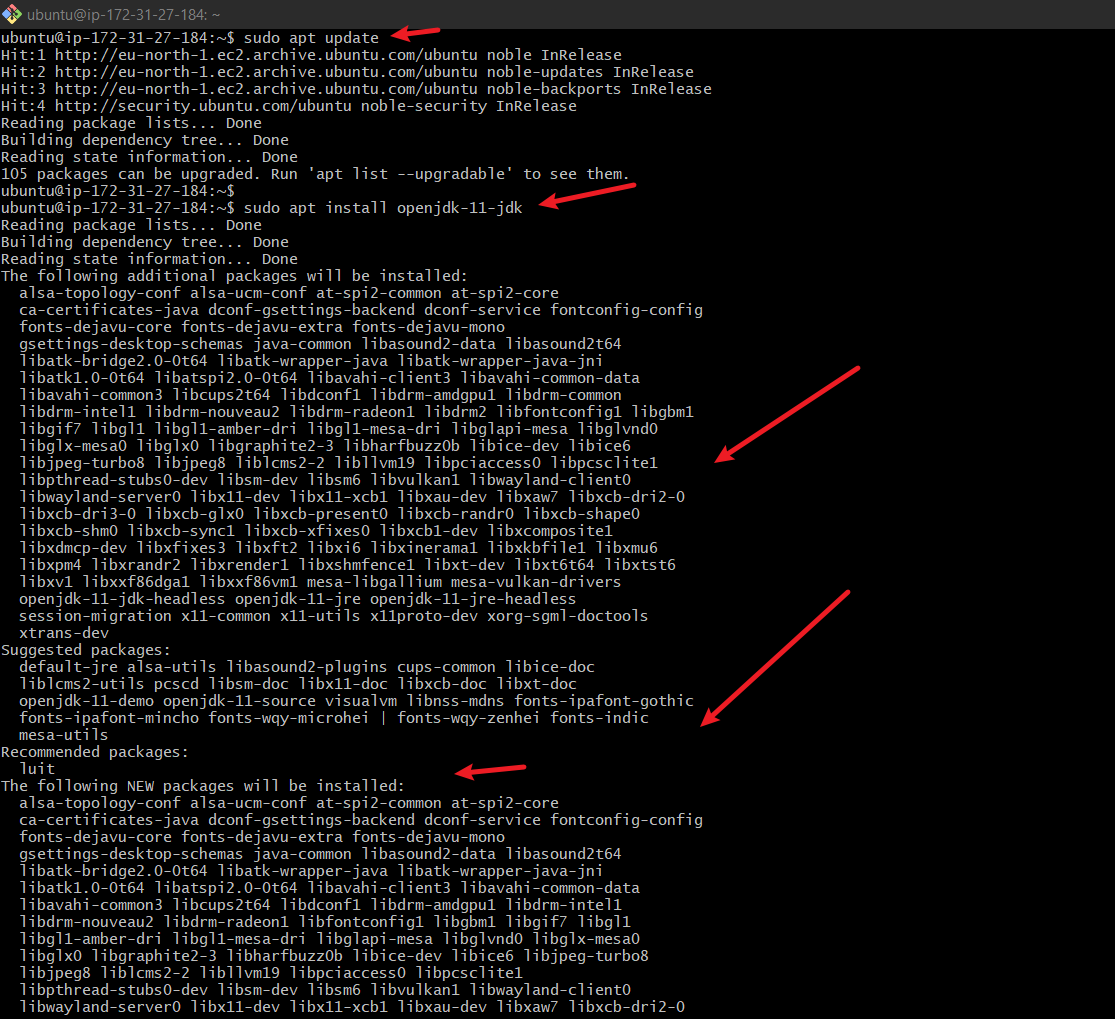 ubuntu@ip-172-31-27-184: ~
ubuntu@ip-172-31-27-184:~$ sudo apt update
Hit:1 http://eu-north-1.ec2.archive.ubuntu.com/ubuntu noble InRelease
Hit:2 http://eu-north-1.ec2.archive.ubuntu.com/ubuntu noble-updates InRelease
Hit:3 http://eu-north-1.ec2.archive.ubuntu.com/ubuntu noble-backports InRelease
Hit:4 http://security.ubuntu.com/ubuntu noble-security InRelease
Reading package lists... Done
Building dependency tree... Done
Reading state information... Done
105 packages can be upgraded. Run 'apt list --upgradable' to see them.
ubuntu@ip-172-31-27-184:~$
ubuntu@ip-172-31-27-184:~$ sudo apt install openjdk-11-jdk
Reading package lists... Done
Building dependency tree... Done
Reading state information... Done
The following additional packages will be installed:
  alsa-topology-conf alsa-ucm-conf at-spi2-common at-spi2-core
  ca-certificates-java dconf-gsettings-backend dconf-service fontconfig-config
  fonts-dejavu-core fonts-dejavu-extra fonts-dejavu-mono
  gsettings-desktop-schemas java-common libasound2-data libasound2t64
  libatk-bridge2.0-0t64 libatk-wrapper-java libatk-wrapper-java-jni
  libatk1.0-0t64 libatspi2.0-0t64 libavahi-client3 libavahi-common-data
  libavahi-common3 libcups2t64 libdconf1 libdrm-amdgpu1 libdrm-common
  libdrm-intel1 libdrm-nouveau2 libdrm-radeon1 libdrm2 libfontconfig1 libgbm1
  libgif7 libgl1 libgl1-amber-dri libgl1-mesa-dri libglapi-mesa libglvnd0
  libglx-mesa0 libglx0 libgraphite2-3 libharfbuzz0b libice-dev libice6
  libjpeg-turbo8 libjpeg8 liblcms2-2 libllvm19 libpciaccess0 libpcsclite1
  libpthread-stubs0-dev libsm-dev libsm6 libvulkan1 libwayland-client0
  libwayland-server0 libx11-dev libx11-xcb1 libxau-dev libxaw7 libxcb-dri2-0
  libxcb-dri3-0 libxcb-glx0 libxcb-present0 libxcb-randr0 libxcb-shape0
  libxcb-shm0 libxcb-sync1 libxcb-xfixes0 libxcb1-dev libxcomposite1
  libxdmcp-dev libxfixes3 libxft2 libxi6 libxinerama1 libxkbfile1 libxmu6
  libxpm4 libxrandr2 libxrender1 libxshmfence1 libxt-dev libxt6t64 libxtst6
  libxv1 libxxf86dga1 libxxf86vm1 mesa-libgallium mesa-vulkan-drivers
  openjdk-11-jdk-headless openjdk-11-jre openjdk-11-jre-headless
  session-migration x11-common x11-utils x11proto-dev xorg-sgml-doctools
  xtrans-dev
Suggested packages:
  default-jre alsa-utils libasound2-plugins cups-common libice-doc
  liblcms2-utils pcscd libsm-doc libx11-doc libxcb-doc libxt-doc
  openjdk-11-demo openjdk-11-source visualvm libnss-mdns fonts-ipafont-gothic
  fonts-ipafont-mincho fonts-wqy-microhei | fonts-wqy-zenhei fonts-indic
  mesa-utils
Recommended packages:
  luit
The following NEW packages will be installed:
  alsa-topology-conf alsa-ucm-conf at-spi2-common at-spi2-core
  ca-certificates-java dconf-gsettings-backend dconf-service fontconfig-config
  fonts-dejavu-core fonts-dejavu-extra fonts-dejavu-mono
  gsettings-desktop-schemas java-common libasound2-data libasound2t64
  libatk-bridge2.0-0t64 libatk-wrapper-java libatk-wrapper-java-jni
  libatk1.0-0t64 libatspi2.0-0t64 libavahi-client3 libavahi-common-data
  libavahi-common3 libcups2t64 libdconf1 libdrm-amdgpu1 libdrm-intel1
  libdrm-nouveau2 libdrm-radeon1 libfontconfig1 libgbm1 libgif7 libgl1
  libgl1-amber-dri libgl1-mesa-dri libglapi-mesa libglvnd0 libglx-mesa0
  libglx0 libgraphite2-3 libharfbuzz0b libice-dev libice6 libjpeg-turbo8
  libjpeg8 liblcms2-2 libllvm19 libpciaccess0 libpcsclite1
  libpthread-stubs0-dev libsm-dev libsm6 libvulkan1 libwayland-client0
  libwayland-server0 libx11-dev libx11-xcb1 libxau-dev libxaw7 libxcb-dri2-0